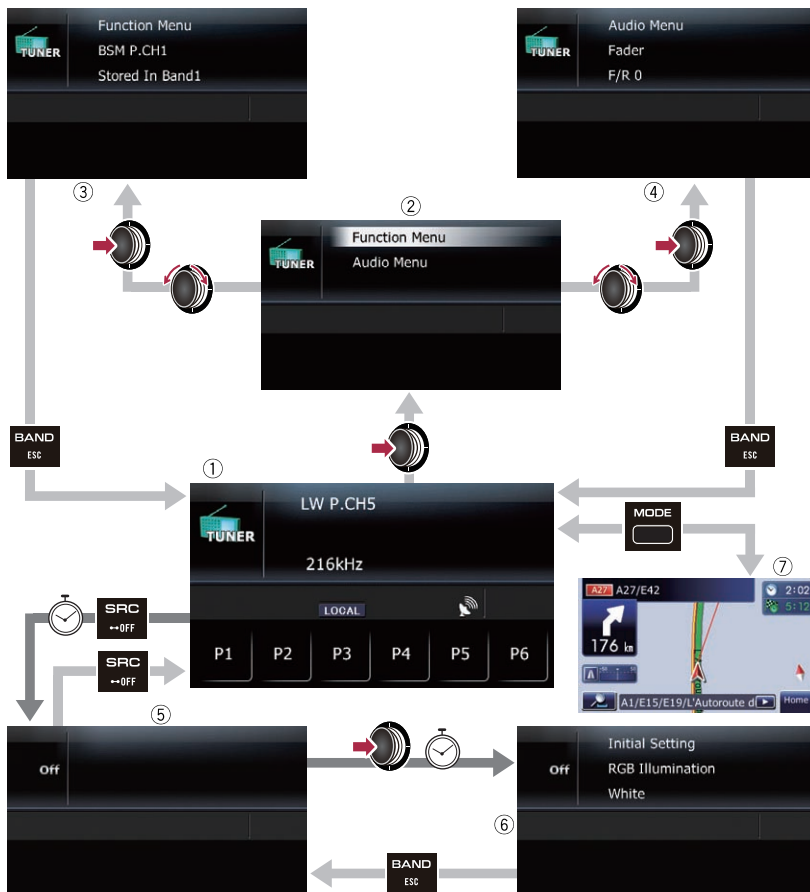 Function Menu
TUNER
BSM P.CH1
Stored In Band1
Audio Menu
TUNER
Fader
F/R 0
③
④
②
Function Menu
TUNER
Audio Menu
BAND
ESC
BAND
ESC
①
LW P.CH5
TUNER
216kHz
LOCAL
P1 P2 P3 P4 P5 P6
MODE
⑦
A27 A27/E42
2:02
5:12
176 km
A
A1/E15/E19/L'Autoroute d
Home
SRC
OFF
SRC
OFF
⑤
Off
Initial Setting
Off
RGB Illumination
White
⑥
BAND
ESC